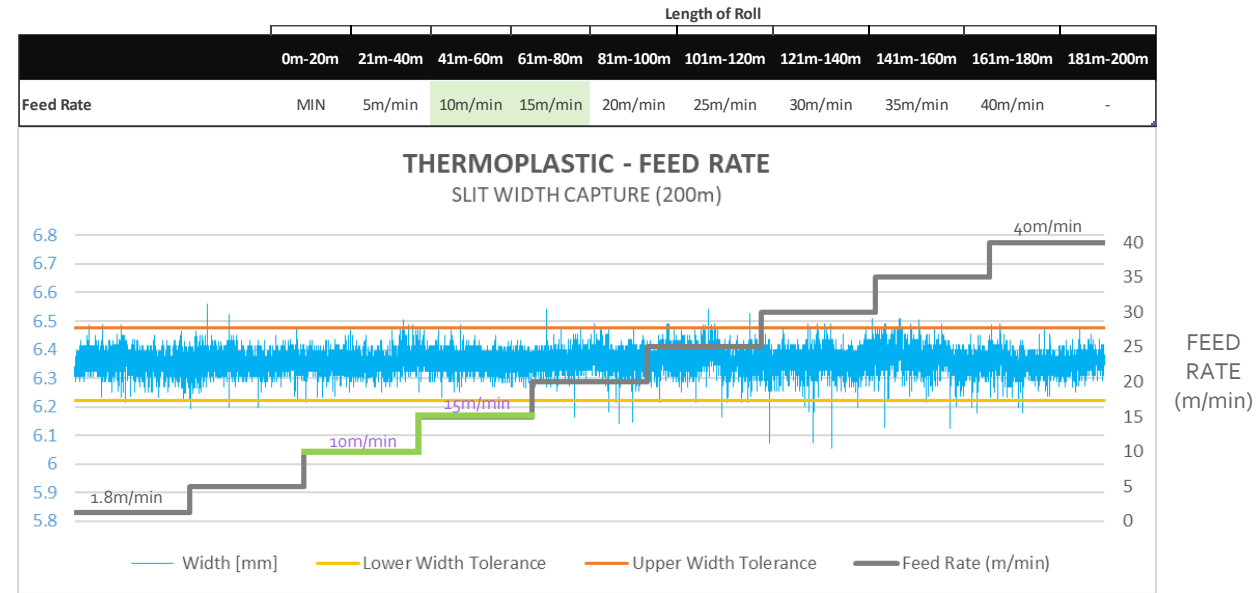 Length of Roll
0m-20m 21m-40m 41m-60m 61m-80m 81m-100m 101m-120m 121m-140m 141m-160m 161m-180m 181m-200m
Feed Rate MIN 5m/min 10m/min 15m/min 20m/min 25m/min 30m/min 35m/min 40m/min -
THERMOPLASTIC - FEED RATE
SLIT WIDTH CAPTURE (200m)
6.8
6.7
6.6
6.5
6.4
6.3
6.2
6.1
6
5.9
5.8
1.8m/min
10m/min
15m/min
40m/min
40
35
30
25
20
15
10
5
0
FEED
RATE
(m/min)
Width [mm] Lower Width Tolerance Upper Width Tolerance Feed Rate (m/min)